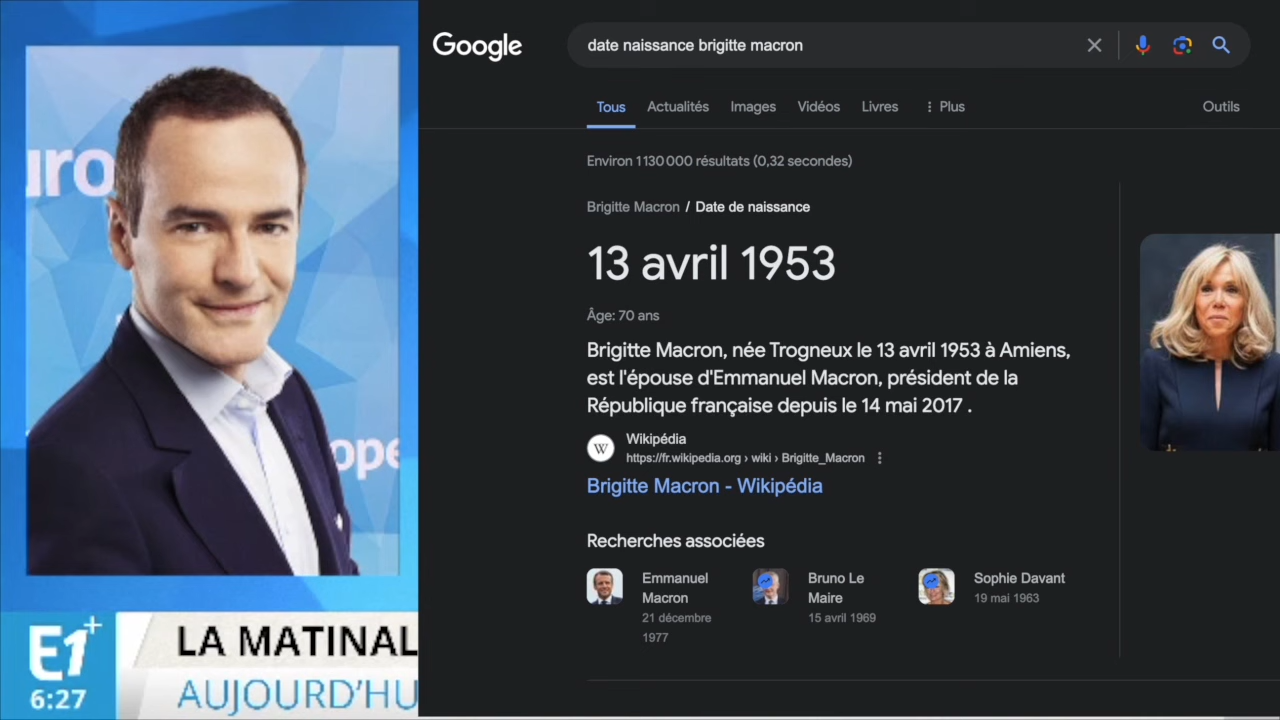 uro
ope
E1+
6:27
LA MATINAL
AUJOURD'HU
Google
date naissance brigitte macron
Tous Actualités Images Vidéos Livres Plus Outils
Environ 1 130 000 résultats (0,32 secondes)
Brigitte Macron / Date de naissance
13 avril 1953
Âge: 70 ans
Brigitte Macron, née Trogneux le 13 avril 1953 à Amiens,
est l'épouse d'Emmanuel Macron, président de la
République française depuis le 14 mai 2017 .
W
Wikipédia
https://fr.wikipedia.org › wiki › Brigitte_Macron
Brigitte Macron - Wikipédia
Recherches associées
Emmanuel
Macron
21 décembre
1977
Bruno Le
Maire
15 avril 1969
Sophie Davant
19 mai 1963